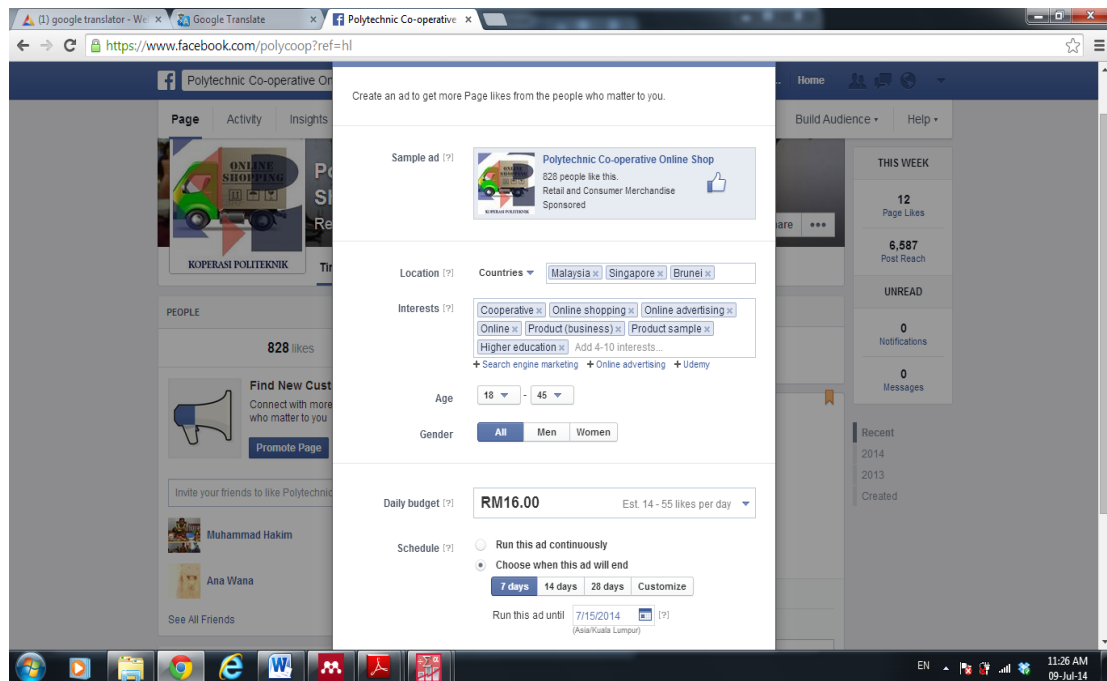 (1) google translator - We
Google Translate
Polytechnic Co-operative
https://www.facebook.com/polycoop?ref=hl
Polytechnic Co-operative On
Home
Page Activity Insights
Build Audience Help
Create an ad to get more Page likes from the people who matter to you.
ONLINE
SHOPPING
KOPERASI POLITEKNIK
Sample ad [?]
ONLINE
SHOPPING
KOPERASI POLITEKNIK
Polytechnic Co-operative Online Shop
828 people like this.
Retail and Consumer Merchandise
Sponsored
THIS WEEK
12
Page Likes
6,587
Post Reach
UNREAD
0
Notifications
0
Messages
Location [?] Countries Malaysia x Singapore x Brunei x
Interests [?] Cooperative x Online shopping x Online advertising x
Online x Product (business) x Product sample x
Higher education x Add 4-10 interests...
+ Search engine marketing + Online advertising + Udemy
Age 18 - 45
Gender All Men Women
PEOPLE
828 likes
Find New Cust
Connect with more
who matter to you
Promote Page
Invite your friends to like Polytechnic
Muhammad Hakim
Ana Wana
See All Friends
Daily budget [?] RM16.00 Est. 14 - 55 likes per day
Schedule [?] Run this ad continuously
Choose when this ad will end
7 days 14 days 28 days Customize
Run this ad until 7/15/2014 [?]
(Asia/Kuala Lumpur)
Recent
2014
2013
Created
EN
11:26 AM
09-Jul-14